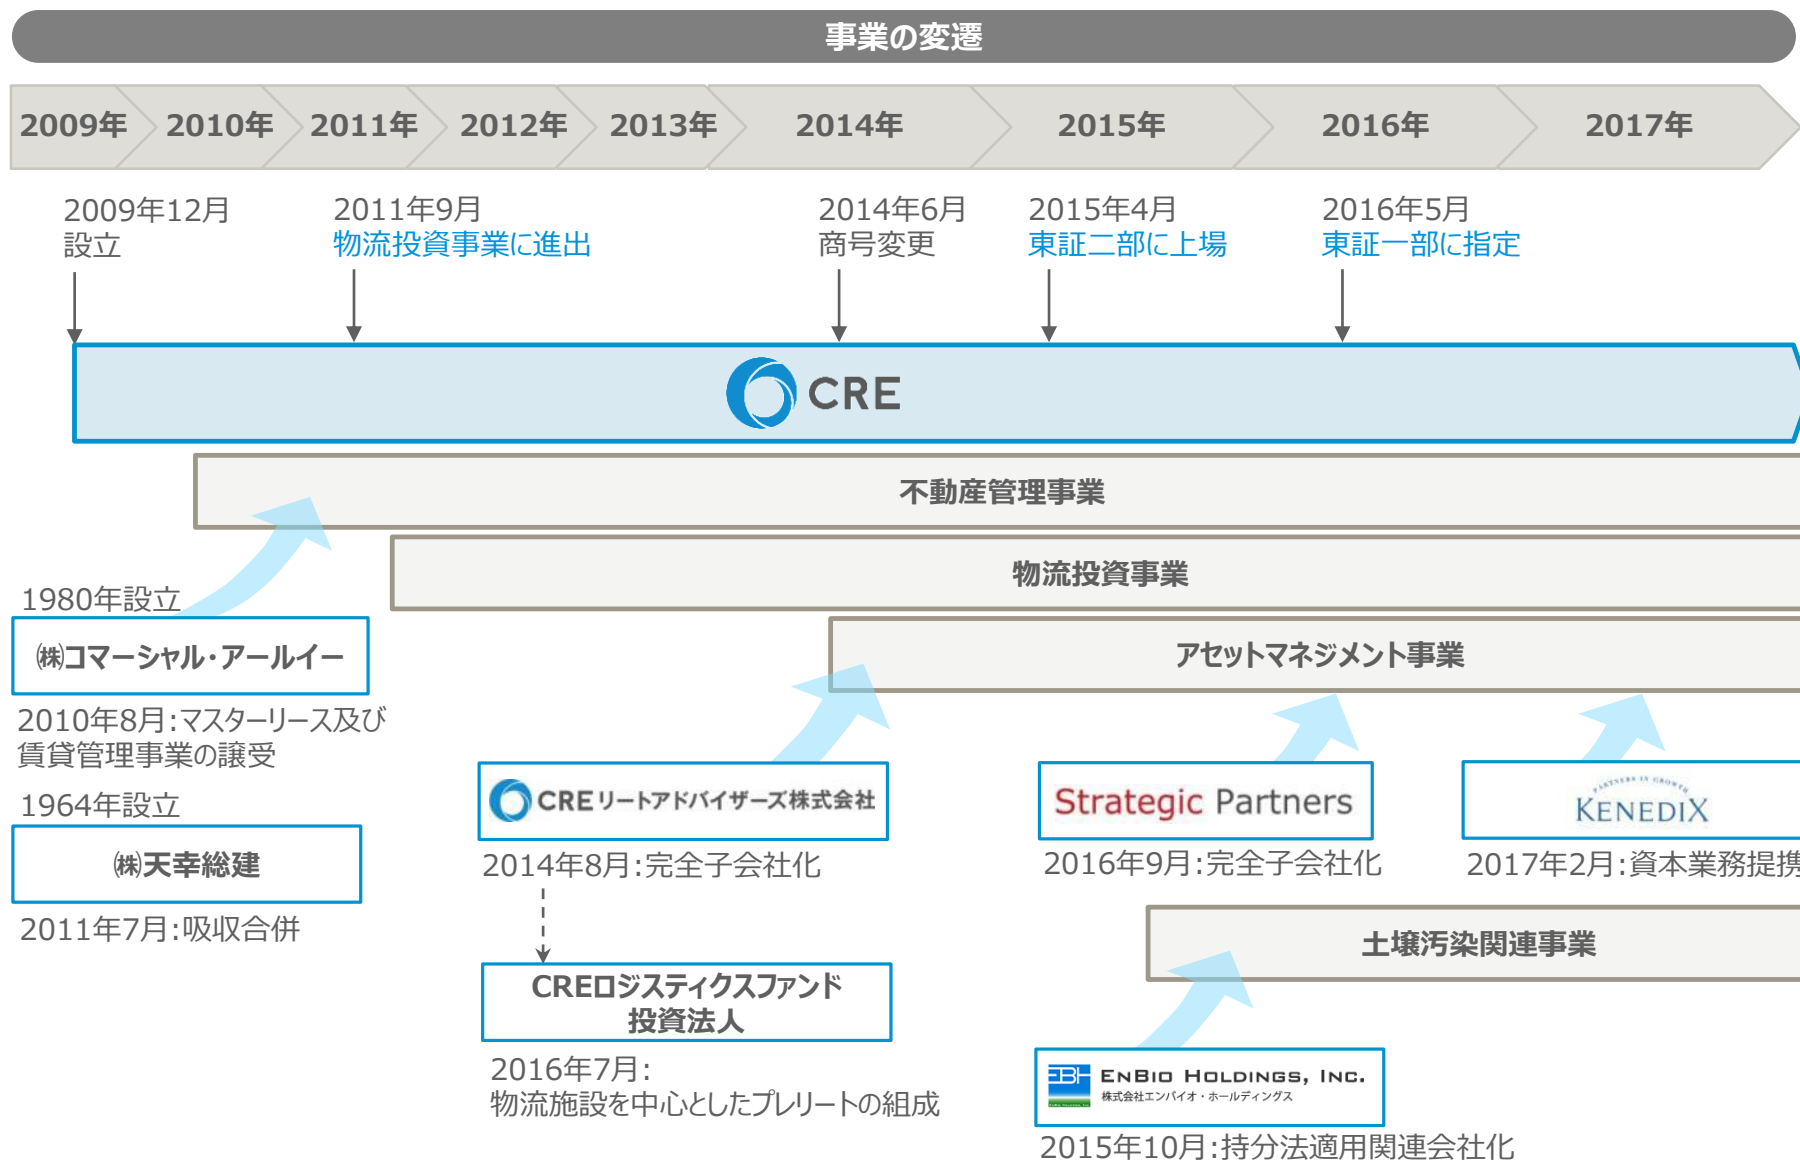 事業の変遷
2009年
2010年
2011年
2012年
2013年
2014年
2015年
2016年
2017年
2009年12月
設立
2011年9月
物流投資事業に進出
2014年6月
商号変更
2015年4月
東証二部に上場
2016年5月
東証一部に指定
CRE
不動産管理事業
物流投資事業
アセットマネジメント事業
1980年設立
㈱コマーシャル・アールイー
2010年8月:マスターリース及び
賃貸管理事業の譲受
1964年設立
㈱天幸総建
2011年7月:吸収合併
CREリートアドバイザーズ株式会社
2014年8月:完全子会社化
CREロジスティクスファンド
投資法人
2016年7月:
物流施設を中心としたプレリートの組成
Strategic Partners
2016年9月:完全子会社化
PARTNERS IN GROWTH
KENEDIX
2017年2月:資本業務提携
土壌汚染関連事業
EBH
ENBIO HOLDINGS, INC.
株式会社エンバイオ・ホールディングス
2015年10月:持分法適用関連会社化